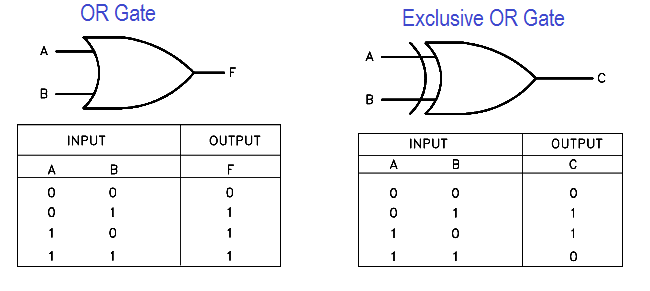 OR Gate
A
B
F
INPUT OUTPUT
A B F
0 0 0
0 1 1
1 0 1
1 1 1
Exclusive OR Gate
A
B
C
INPUT OUTPUT
A B C
0 0 0
0 1 1
1 0 1
1 1 0